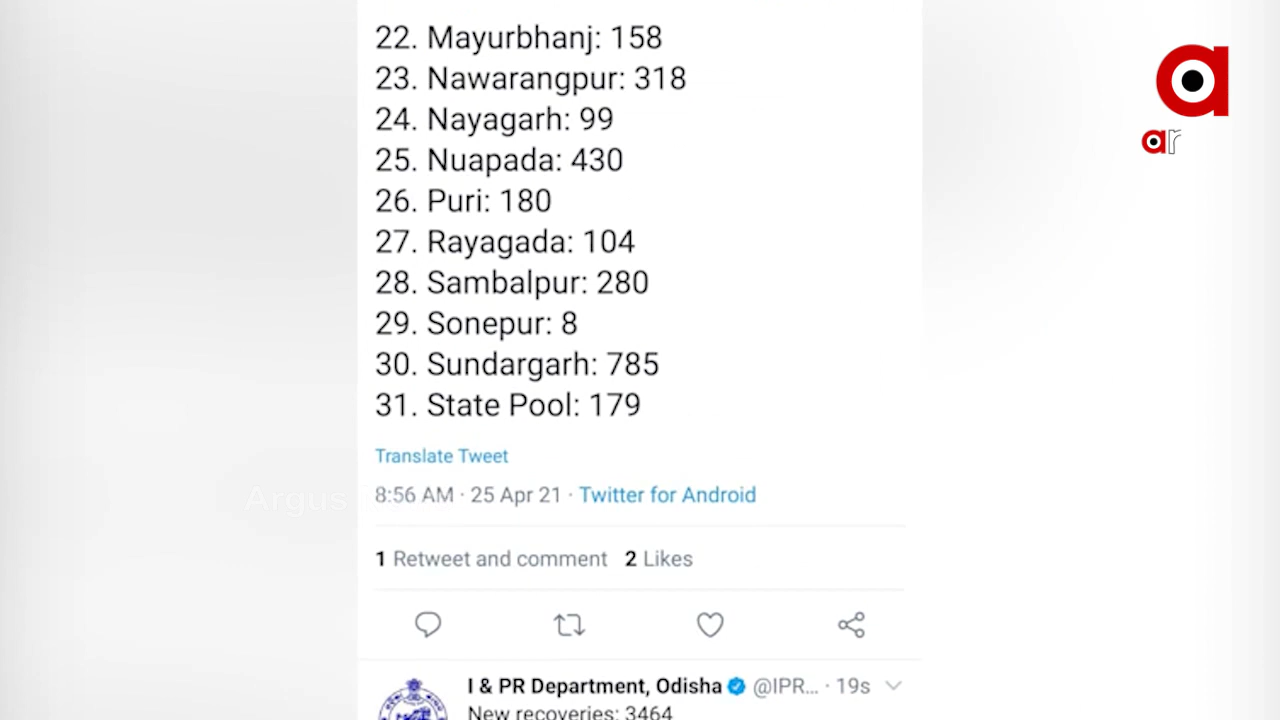 22. Mayurbhanj: 158
23. Nawarangpur: 318
24. Nayagarh: 99
25. Nuapada: 430
26. Puri: 180
27. Rayagada: 104
28. Sambalpur: 280
29. Sonepur: 8
30. Sundargarh: 785
31. State Pool: 179
Translate Tweet
8:56 AM · 25 Apr 21 · Twitter for Android
Argus
1 Retweet and comment 2 Likes
I & PR Department, Odisha @IPR... · 19s
New recoveries: 3464
a
ar